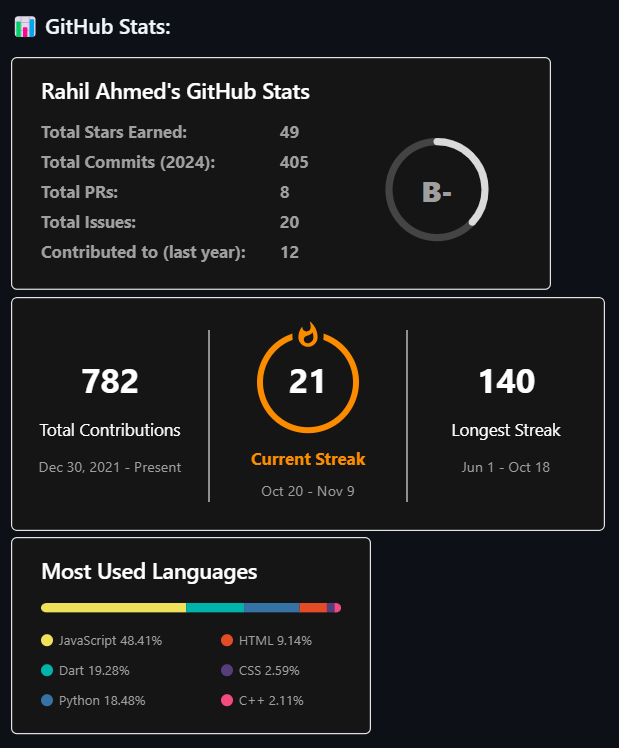 GitHub Stats:
Rahil Ahmed's GitHub Stats
Total Stars Earned: 49
Total Commits (2024): 405
Total PRs: 8
Total Issues: 20
Contributed to (last year): 12
B-
782
Total Contributions
Dec 30, 2021 - Present
21
Current Streak
Oct 20 - Nov 9
140
Longest Streak
Jun 1 - Oct 18
Most Used Languages
JavaScript 48.41%
Dart 19.28%
Python 18.48%
HTML 9.14%
CSS 2.59%
C++ 2.11%